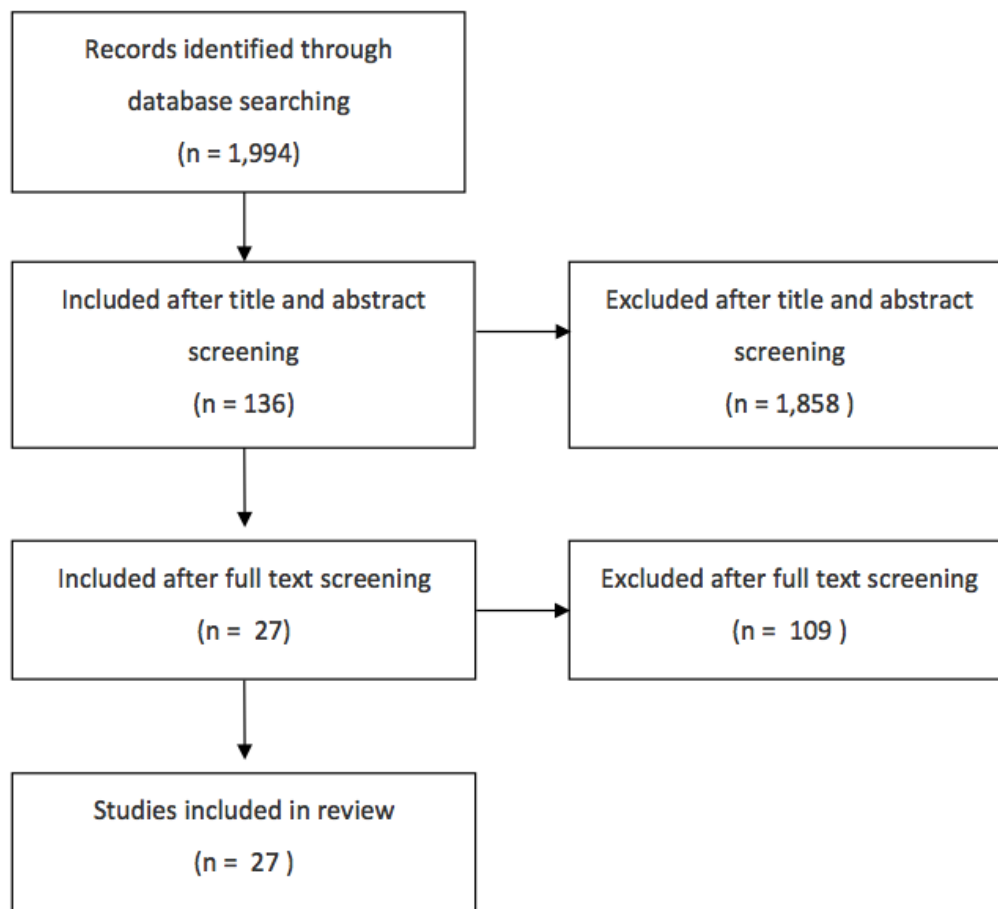 Records identified through
database searching
(n = 1,994)
Included after title and abstract
screening
(n = 136)
Excluded after title and abstract
screening
(n = 1,858 )
Included after full text screening
(n =  27)
Excluded after full text screening
(n =  109 )
Studies included in review
(n =  27 )